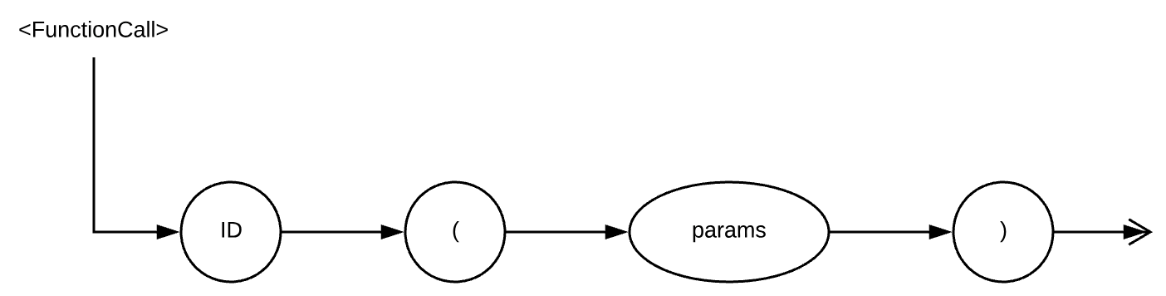 <FunctionCall>
ID
(
params
)